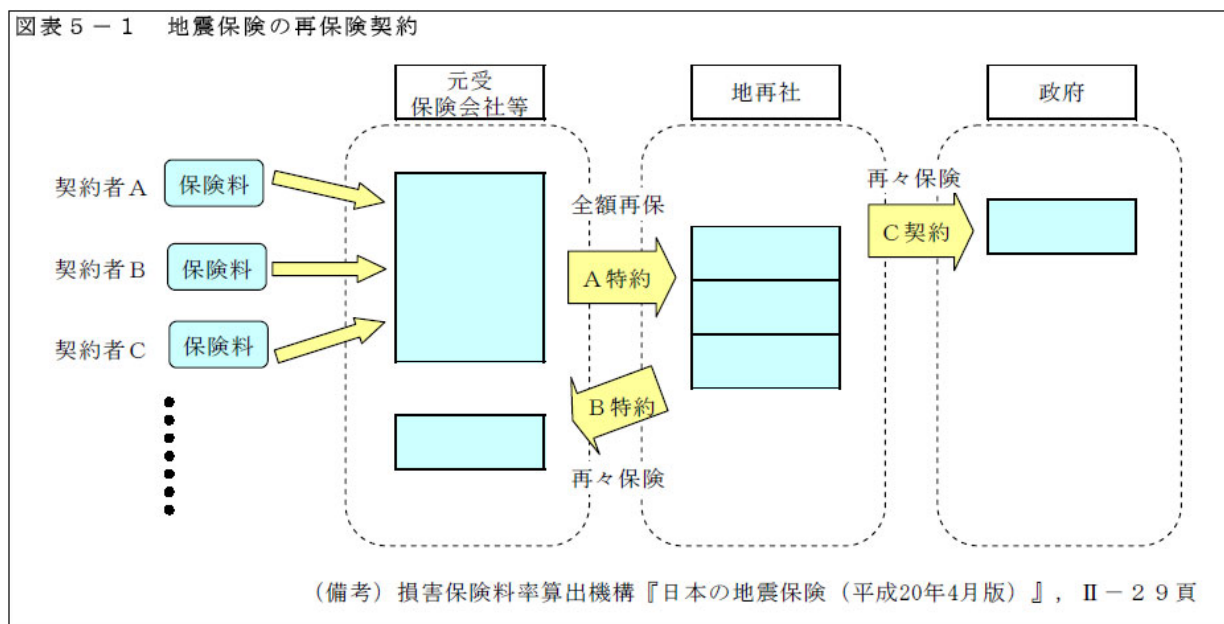 図表５－１　地震保険の再保険契約
元受
保険会社等
地再社
政府
契約者Ａ
保険料
契約者Ｂ
保険料
契約者Ｃ
保険料
全額再保
Ａ特約
Ｂ特約
再々保険
再々保険
Ｃ契約
（備考）損害保険料率算出機構『日本の地震保険（平成20年4月版）』，Ⅱ－２９頁